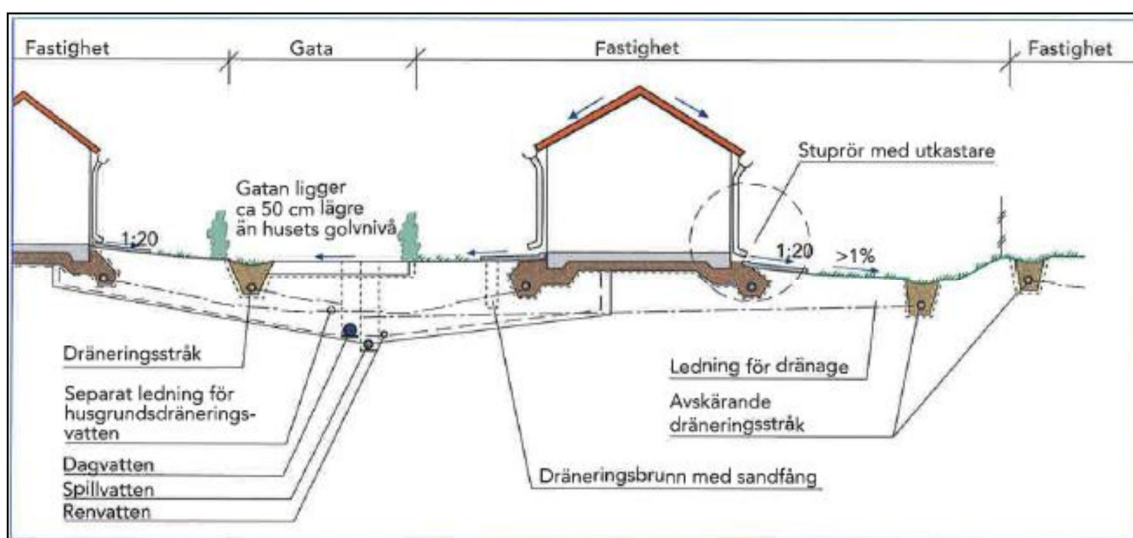 Fastighet
Gata
Fastighet
Fastighet
Stuprör med utkastare
Gatan ligger
ca 50 cm lägre
än husets golvnivå
1:20
1:20
>1%
Dräneringsstråk
Separat ledning för
husgrundsdränerings-
vatten
Dagvatten
Spillvatten
Renvatten
Dräneringsbrunn med sandfång
Ledning för dränage
Avskärande
dräneringsstråk